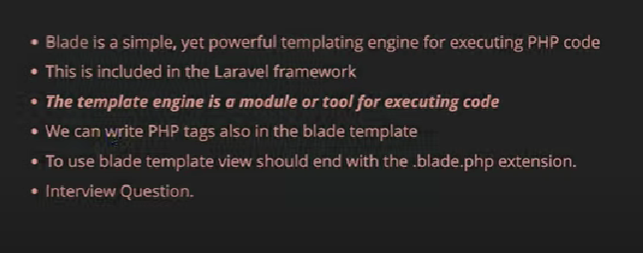 • Blade is a simple, yet powerful templating engine for executing PHP code
• This is included in the Laravel framework
• The template engine is a module or tool for executing code
• We can write PHP tags also in the blade template
• To use blade template view should end with the .blade.php extension.
• Interview Question.